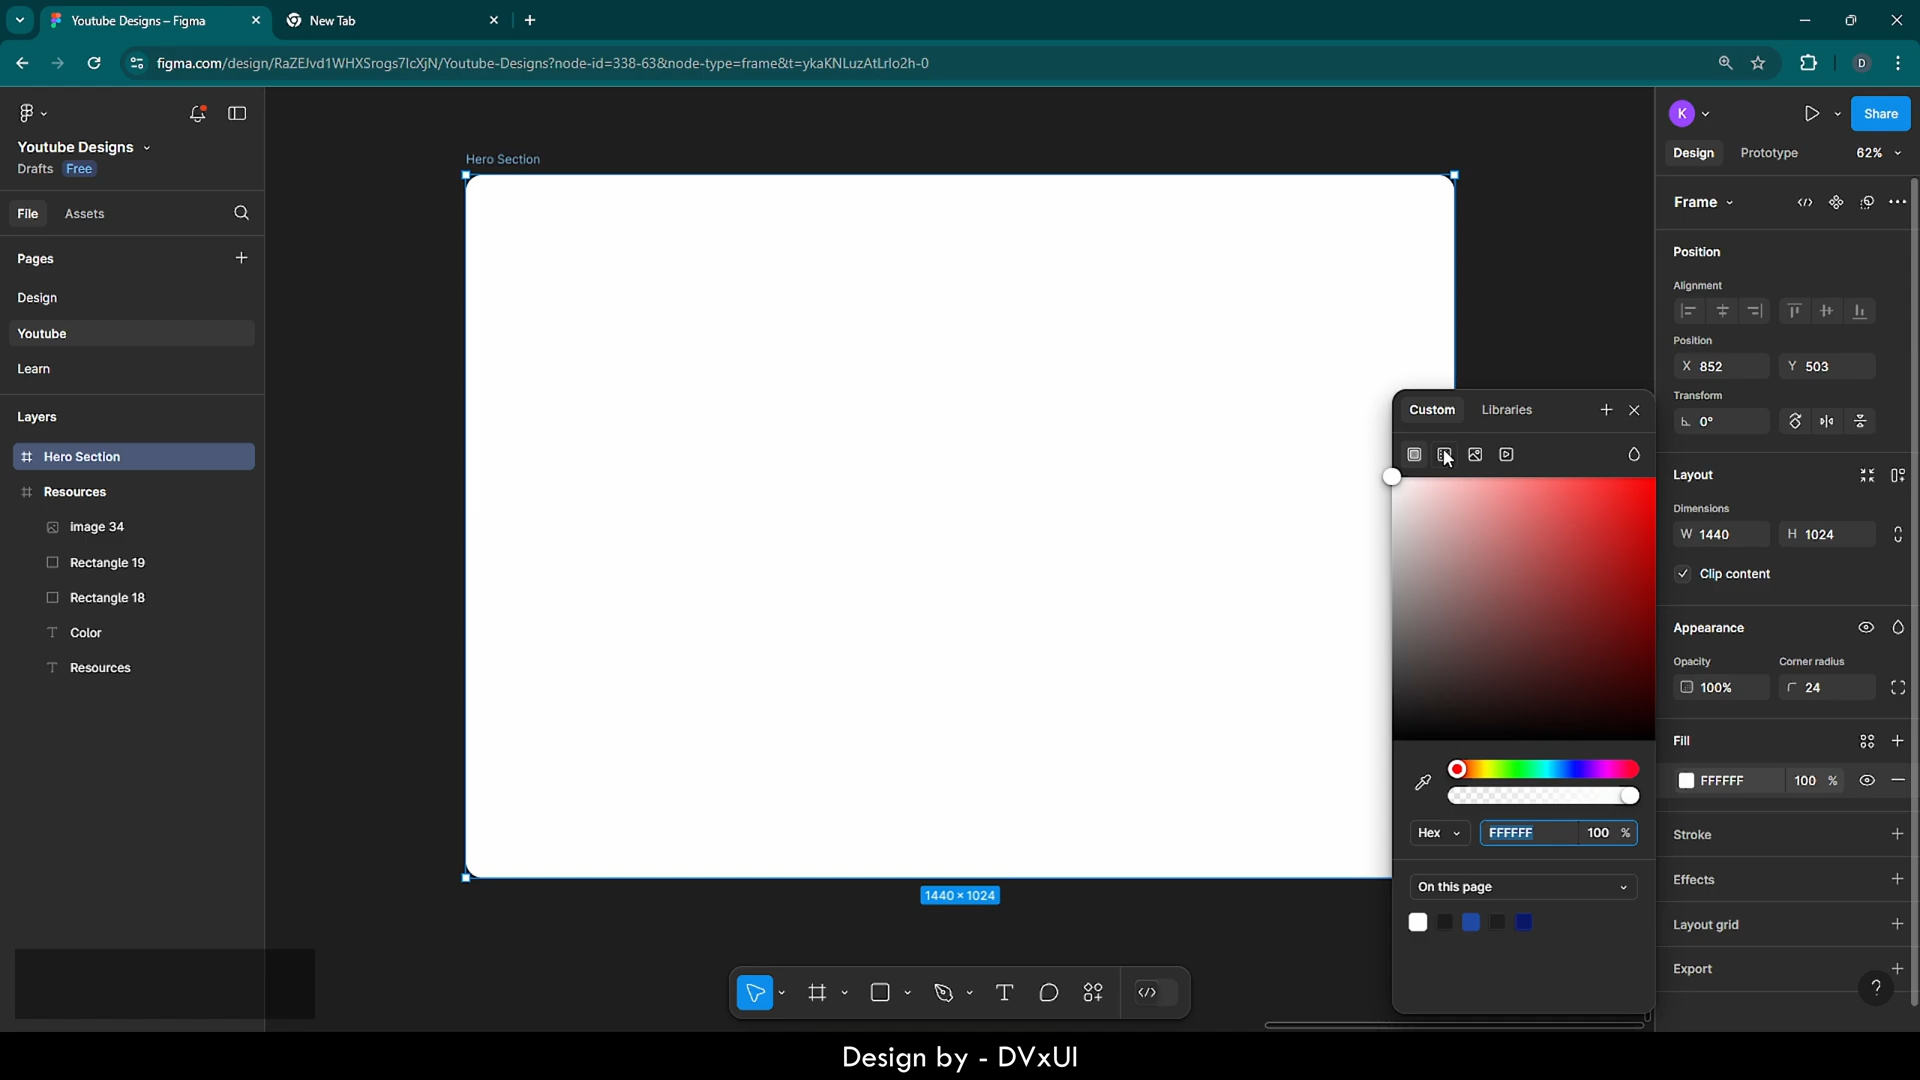 Youtube Designs – Figma
New Tab
figma.com/design/RaZEJvd1WHXSrogs7lcXjN/Youtube-Designs?node-id=338-63&node-type=frame&t=ykaKNLuzAtLrlo2h-0
D
Youtube Designs
Drafts Free
File Assets
Pages
Design
Youtube
Learn
Layers
Hero Section
Resources
image 34
Rectangle 19
Rectangle 18
Color
Resources
Hero Section
1440 × 1024
Custom Libraries
Hex FFFFFF 100 %
On this page
K Share
Design Prototype 62%
Frame
Position
Alignment
Position
X 852 Y 503
Transform
0°
Layout
Dimensions
W 1440 H 1024
Clip content
Appearance
Opacity Corner radius
100% 24
Fill
FFFFFF 100 %
Stroke
Effects
Layout grid
Export
?
Design by - DVxUI